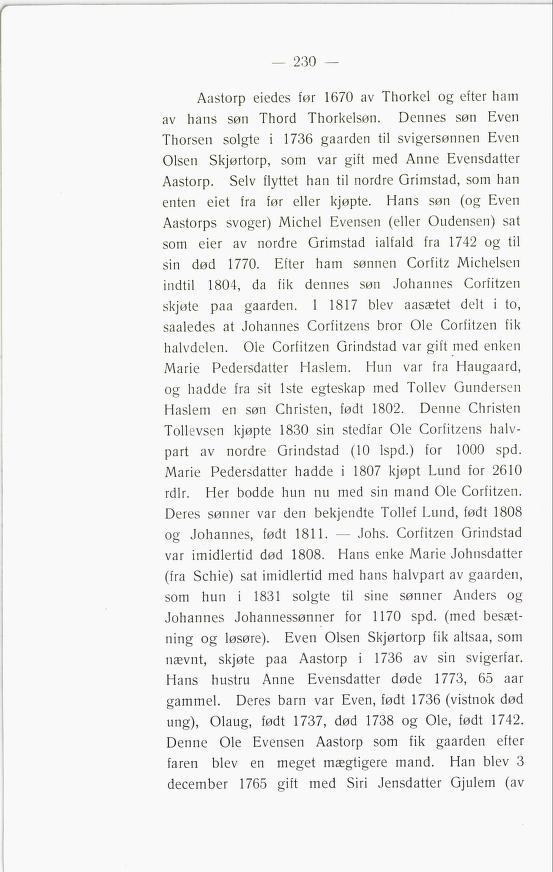 — 230 —
Aastorp eiedes før 1670 av Thorkel og efter ham
av hans søn Thord Thorkelsøn. Dennes søn Even
Thorsen solgte i 1736 gaarden til svigersønnen Even
Olsen Skjørtorp, som var gift med Anne Evensdatter
Aastorp. Selv flyttet han til nordre Grimstad, som han
enten eiet fra før eller kjøpte. Hans søn (og Even
Aastorps svoger) Michel Evensen (eller Oudensen) sat
som eier av nordre Grimstad ialfald fra 1742 og til
sin død 1770. Efter ham sønnen Corfitz Michelsen
indtil 1804, da fik dennes søn Johannes Corfitzen
skjøte paa gaarden. I 1817 blev aasætet delt i to,
saaledes at Johannes Corfitzens bror Ole Corfitzen fik
halvdelen. Ole Corfitzen Grindstad var gift med enken
Marie Pedersdatter Haslem. Hun var fra Haugaard,
og hadde fra sit 1ste egteskap med Tollev Gundersen
Haslem en søn Christen, født 1802. Denne Christen
Tollevsen kjøpte 1830 sin stedfar Ole Corfitzens halv-
part av nordre Grindstad (10 lspd.) for 1000 spd.
Marie Pedersdatter hadde i 1807 kjøpt Lund for 2610
rdlr. Her bodde hun nu med sin mand Ole Corfitzen.
Deres sønner var den bekjendte Tollef Lund, født 1808
og Johannes, født 1811. — Johs. Corfitzen Grindstad
var imidlertid død 1808. Hans enke Marie Johnsdatter
(fra Schie) sat imidlertid med hans halvpart av gaarden,
som hun i 1831 solgte til sine sønner Anders og
Johannes Johannessønner for 1170 spd. (med besæt-
ning og løsøre). Even Olsen Skjørtorp fik altsaa, som
nævnt, skjøte paa Aastorp i 1736 av sin svigerfar.
Hans hustru Anne Evensdatter døde 1773, 65 aar
gammel. Deres barn var Even, født 1736 (vistnok død
ung), Olaug, født 1737, død 1738 og Ole, født 1742.
Denne Ole Evensen Aastorp som fik gaarden efter
faren blev en meget mægtigere mand. Han blev 3
december 1765 gift med Siri Jensdatter Gjulem (av